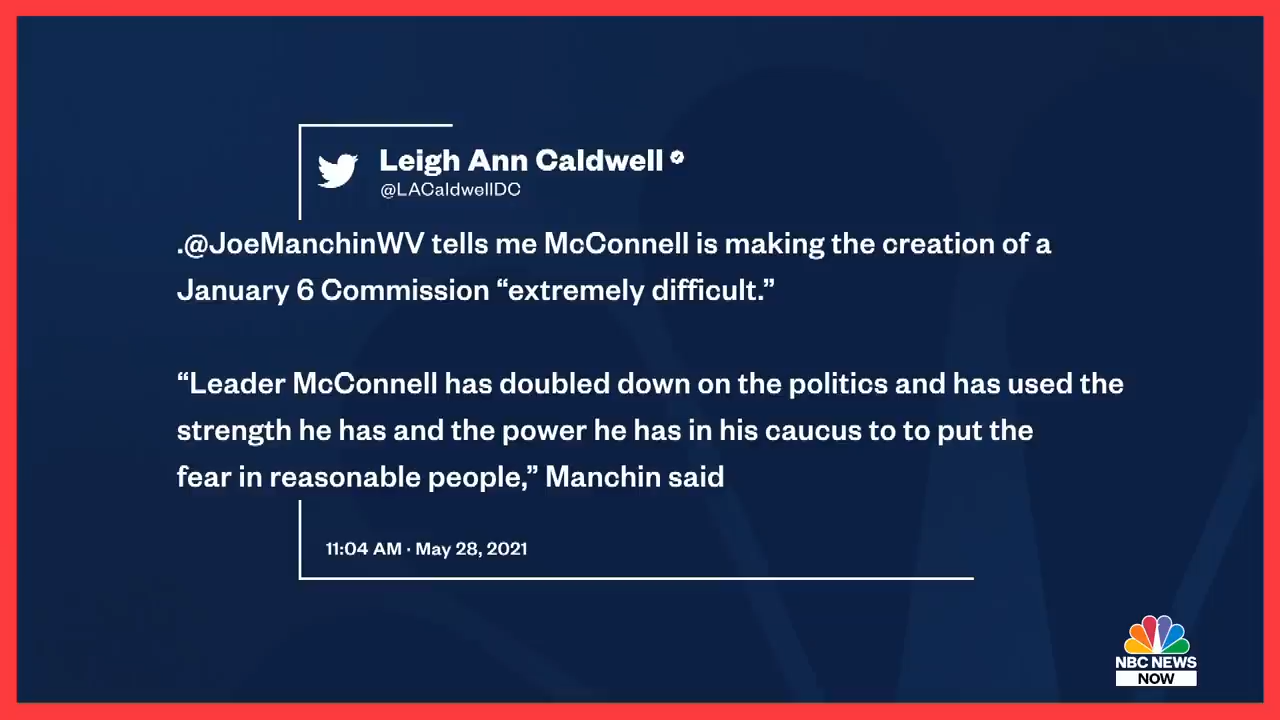 Leigh Ann Caldwell
@LACaldwellDC
.@JoeManchinWV tells me McConnell is making the creation of a
January 6 Commission “extremely difficult.”
“Leader McConnell has doubled down on the politics and has used the
strength he has and the power he has in his caucus to to put the
fear in reasonable people,” Manchin said
11:04 AM · May 28, 2021
NBC NEWS
NOW